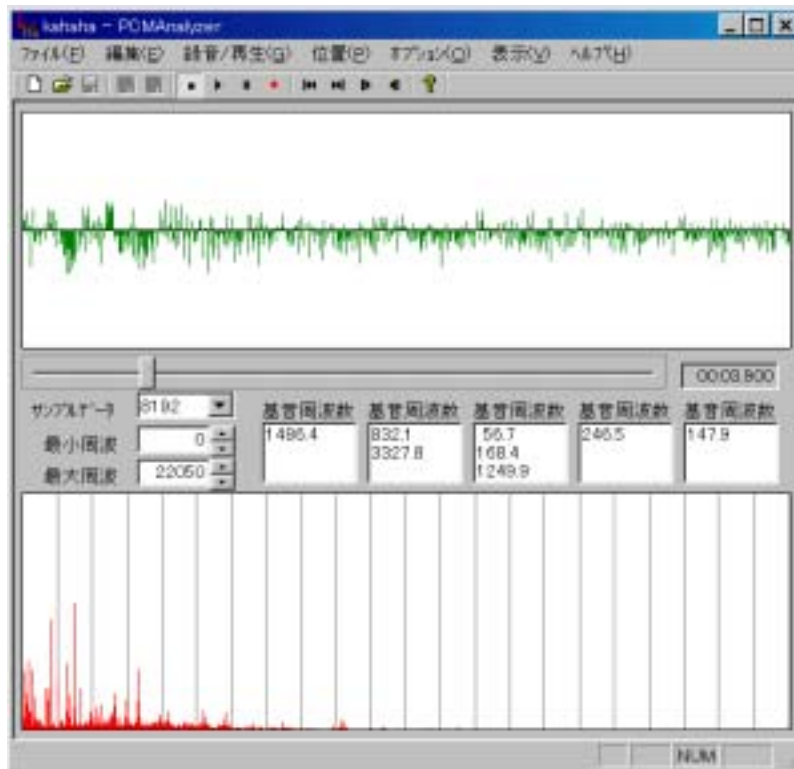 kahaha - PCMAnalyzer
ファイル(F) 編集(E) 録音/再生(G) 位置(P) オプション(O) 表示(V) ヘルプ(H)
00:03.900
サンプルデータ 8192
最小周波 0
最大周波 22050
基音周波数 基音周波数 基音周波数 基音周波数 基音周波数
1496.4 832.1 56.7 246.5 147.9
3327.8 168.4
1249.9
NUM